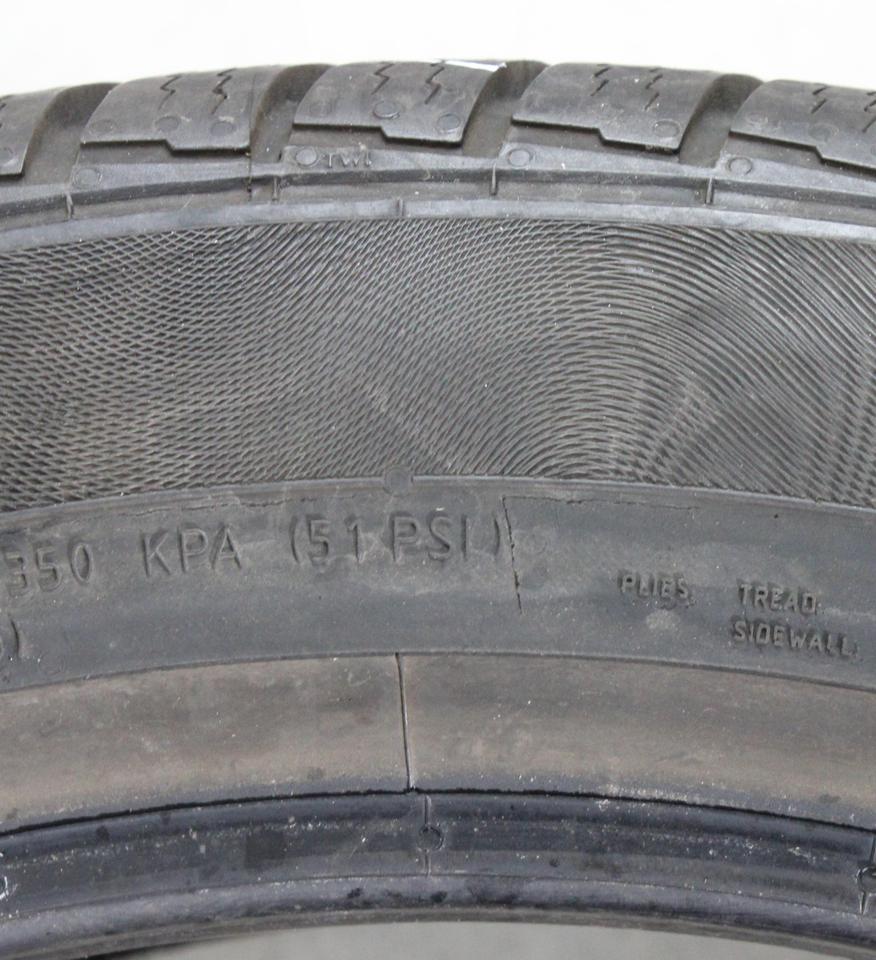 TWI
350 KPA (51 PSI)
PLIES: TREAD:
SIDEWALL: